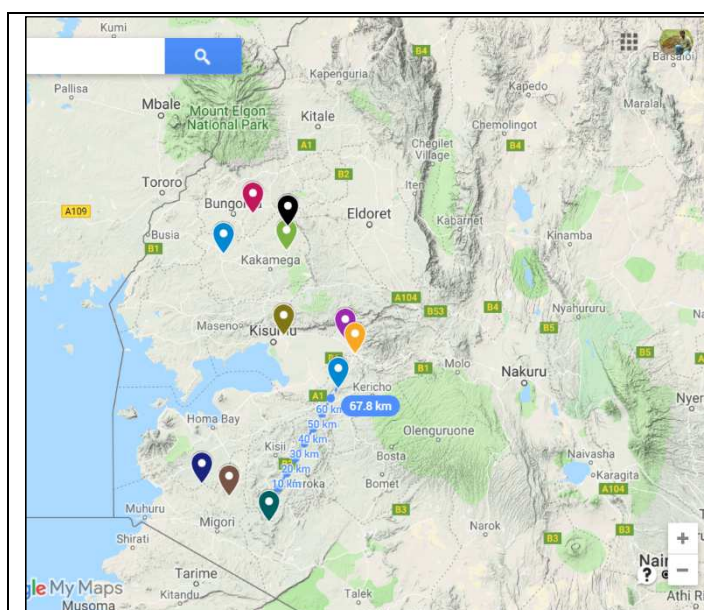 Kumi
B4
Barsaloi
Kapenguria
Kapedo
Pallisa
Maralal
Mbale
Mount Elgon
National Park
Kitale
Chemolingot
A1
Chegilet
Village
B4
Tororo
B2
Iten
Bungoma
A109
Eldoret
Kabarnet
Busia
B1
Kinamba
Kakamega
A104
B53
B4
Nyahururu
Maseno
Kisumu
B5
Molo
B1
Nakuru
B5
Kericho
A1
Nyer
60 km
67.8 km
Homa Bay
50 km
Olenguruone
40 km
Kisii
30 km
B3
Bosta
Naivasha
20 km
Karagita
10 km
Bomet
A104
Muhuru
Migori
B3
B3
Narok
Shirati
Tarime
Nair
?
gle My Maps
Kitandu
Talek
Athi Ri
Musoma